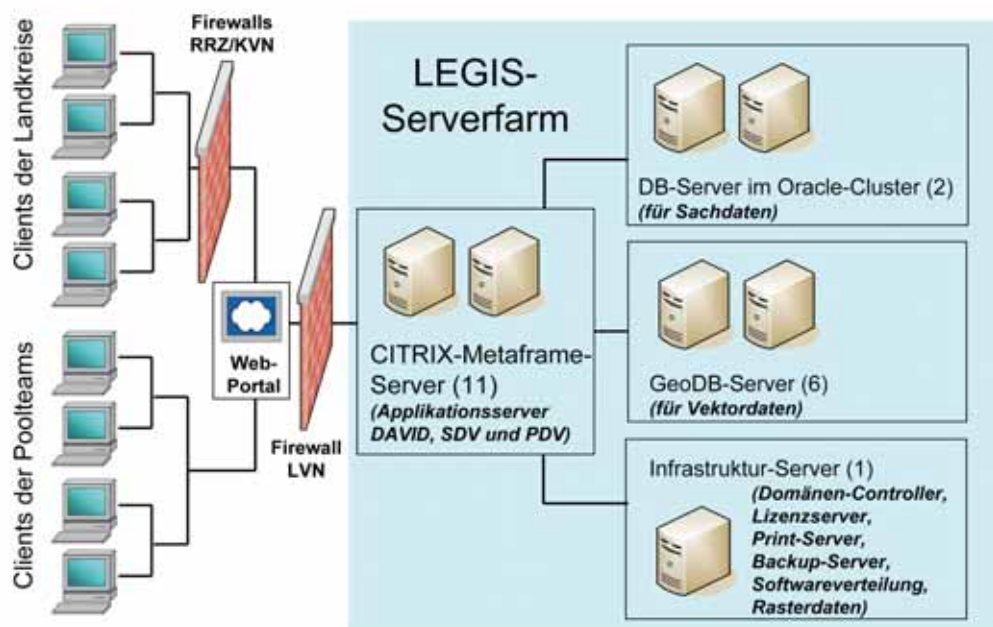 Clients der Landkreise
Clients der Poolteams
Firewalls
RRZ/KVN
Web-
Portal
Firewall
LVN
LEGIS-
Serverfarm
CITRIX-Metaframe-
Server (11)
(Applikationsserver
DAVID, SDV und PDV)
DB-Server im Oracle-Cluster (2)
(für Sachdaten)
GeoDB-Server (6)
(für Vektordaten)
Infrastruktur-Server (1)
(Domänen-Controller,
Lizenzserver,
Print-Server,
Backup-Server,
Softwareverteilung,
Rasterdaten)